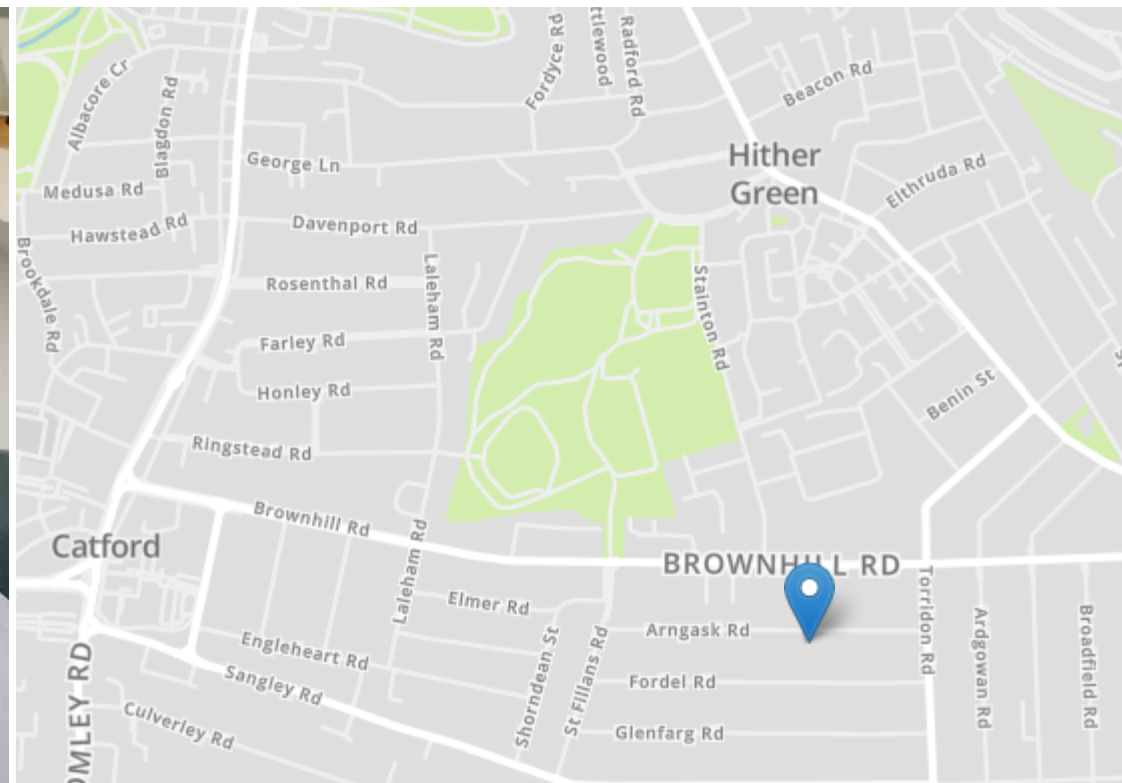 Fordyce Rd
ttlewood
Radford Rd
Albacore Cr
Blagdon Rd
Beacon Rd
George Ln
Hither
Green
Medusa Rd
Elthruda Rd
Hawstead Rd
Davenport Rd
Brookdale Rd
Laleham Rd
Rosenthal Rd
Stainton Rd
Farley Rd
Honley Rd
Benin St
Ringstead Rd
Brownhill Rd
Catford
Laleham Rd
BROWNHILL RD
Elmer Rd
Torridon Rd
Arngask Rd
Ardgowan Rd
Broadfield Rd
Engleheart Rd
Shorndean St
St Fillans Rd
Sangley Rd
Fordel Rd
OMLEY RD
Culverley Rd
Glenfarg Rd